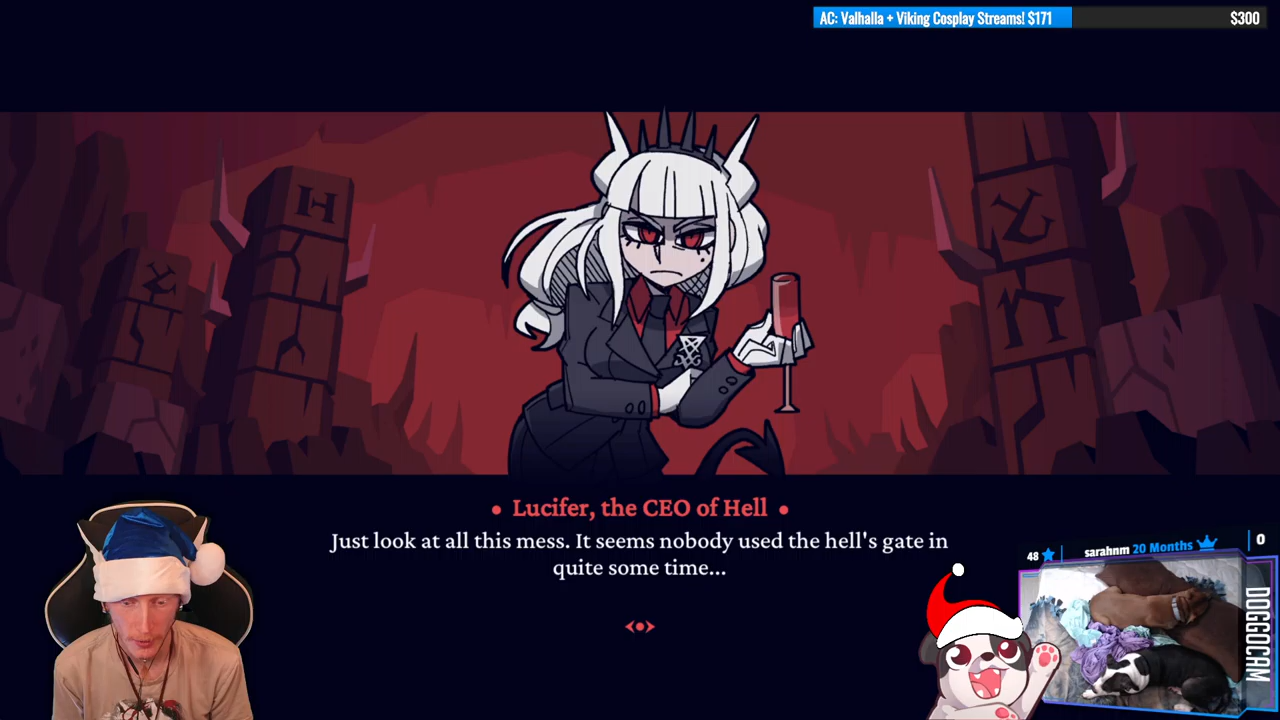 AC: Valhalla + Viking Cosplay Streams! $171
$300
• Lucifer, the CEO of Hell •
Just look at all this mess. It seems nobody used the hell's gate in
quite some time...
48
sarahnm 20 Months
0
DOGGOCAM